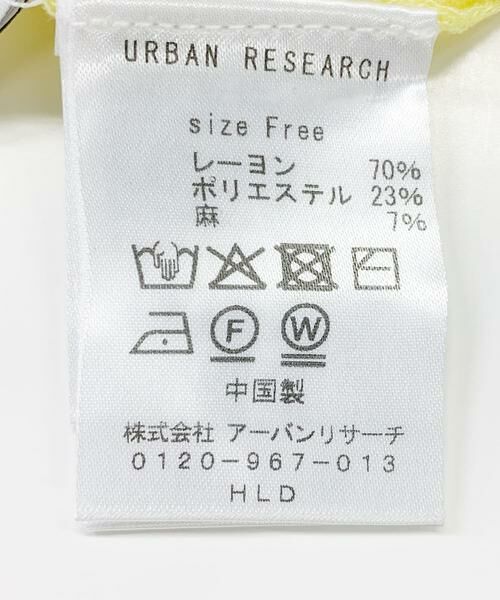 URBAN RESEARCH
size Free
レーヨン 70%
ポリエステル 23%
麻 7%
F W
中国製
株式会社 アーバンリサーチ
0120-967-013
HLD